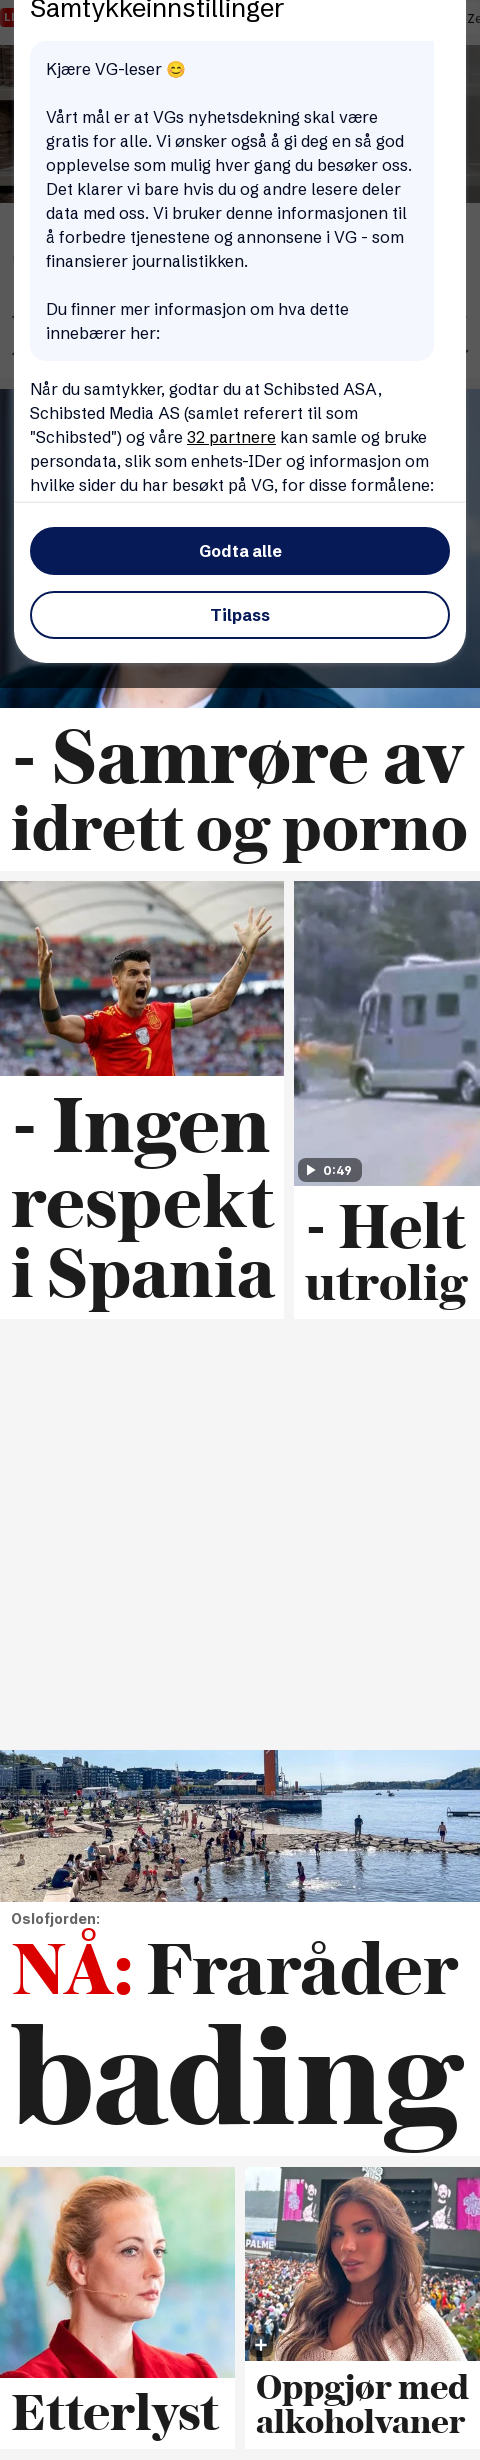 Samtykkeinnstillinger
Kjære VG-leser 😊
Vårt mål er at VGs nyhetsdekning skal være
gratis for alle. Vi ønsker også å gi deg en så god
opplevelse som mulig hver gang du besøker oss.
Det klarer vi bare hvis du og andre lesere deler
data med oss. Vi bruker denne informasjonen til
å forbedre tjenestene og annonsene i VG - som
finansierer journalistikken.
Du finner mer informasjon om hva dette
innebærer her:
Når du samtykker, godtar du at Schibsted ASA,
Schibsted Media AS (samlet referert til som
"Schibsted") og våre 32 partnere kan samle og bruke
persondata, slik som enhets-IDer og informasjon om
hvilke sider du har besøkt på VG, for disse formålene:
Godta alle
Tilpass
- Samrøre av
idrett og porno
- Ingen
respekt
i Spania
0:49
- Helt
utrolig
Oslofjorden:
NÅ: Fraråder
bading
Etterlyst
PALME
Oppgjør med
alkoholvaner